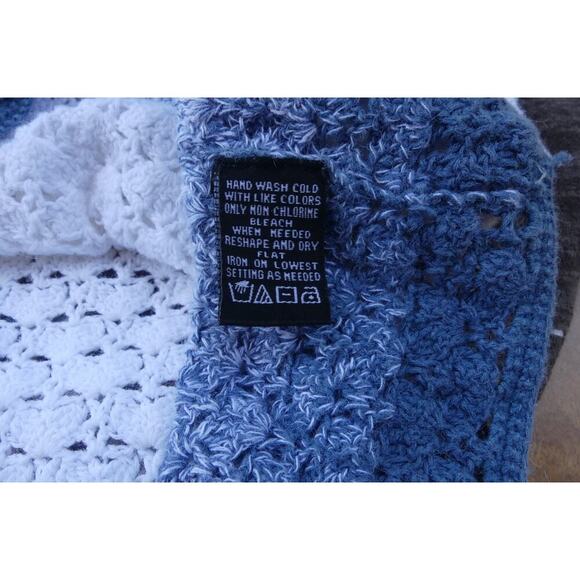 HAND WASH COLD
WITH LIKE COLORS
ONLY NON CHLORINE
BLEACH
WHEN NEEDED
RESHAPE AND DRY
FLAT
IRON ON LOWEST
SETTING AS NEEDED